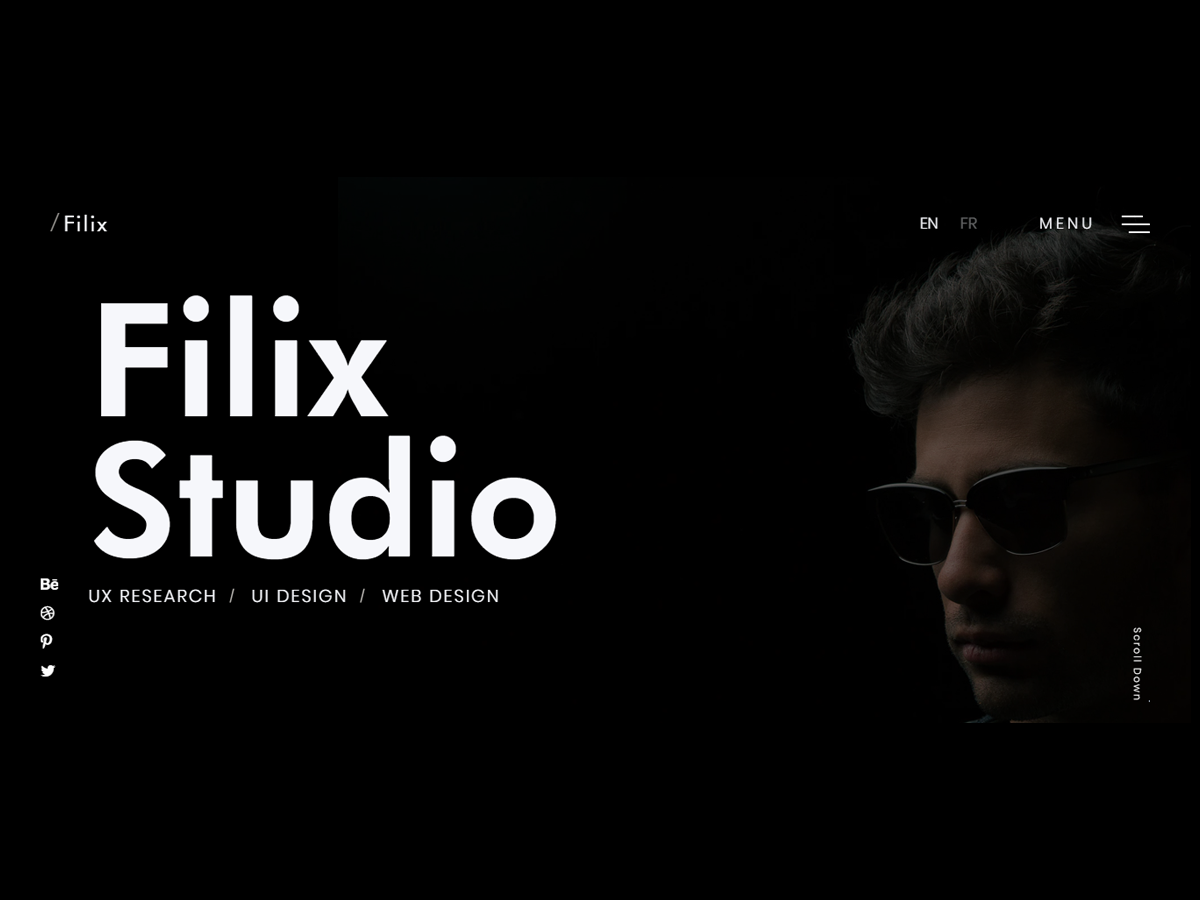 /Filix
EN FR MENU
Filix
Studio
Bē
UX RESEARCH / UI DESIGN / WEB DESIGN
Scroll Down